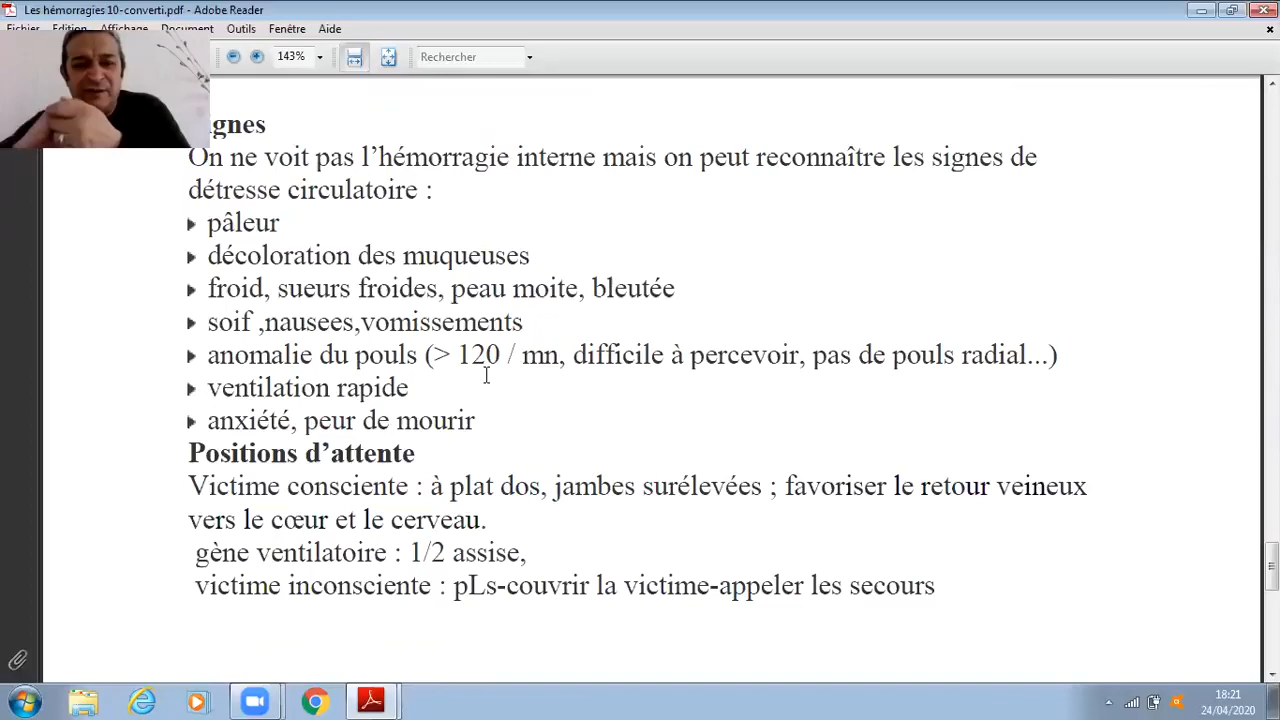 Les hémorragies 10-converti.pdf - Adobe Reader
Fichier Edition Affichage Document Outils Fenêtre Aide
143% Rechercher
ignes
On ne voit pas l’hémorragie interne mais on peut reconnaître les signes de
détresse circulatoire :
pâleur
décoloration des muqueuses
froid, sueurs froides, peau moite, bleutée
soif ,nausees,vomissements
anomalie du pouls (> 120 / mn, difficile à percevoir, pas de pouls radial...)
ventilation rapide
anxiété, peur de mourir
Positions d’attente
Victime consciente : à plat dos, jambes surélevées ; favoriser le retour veineux
vers le cœur et le cerveau.
gène ventilatoire : 1/2 assise,
victime inconsciente : pLs-couvrir la victime-appeler les secours
18:21
24/04/2020